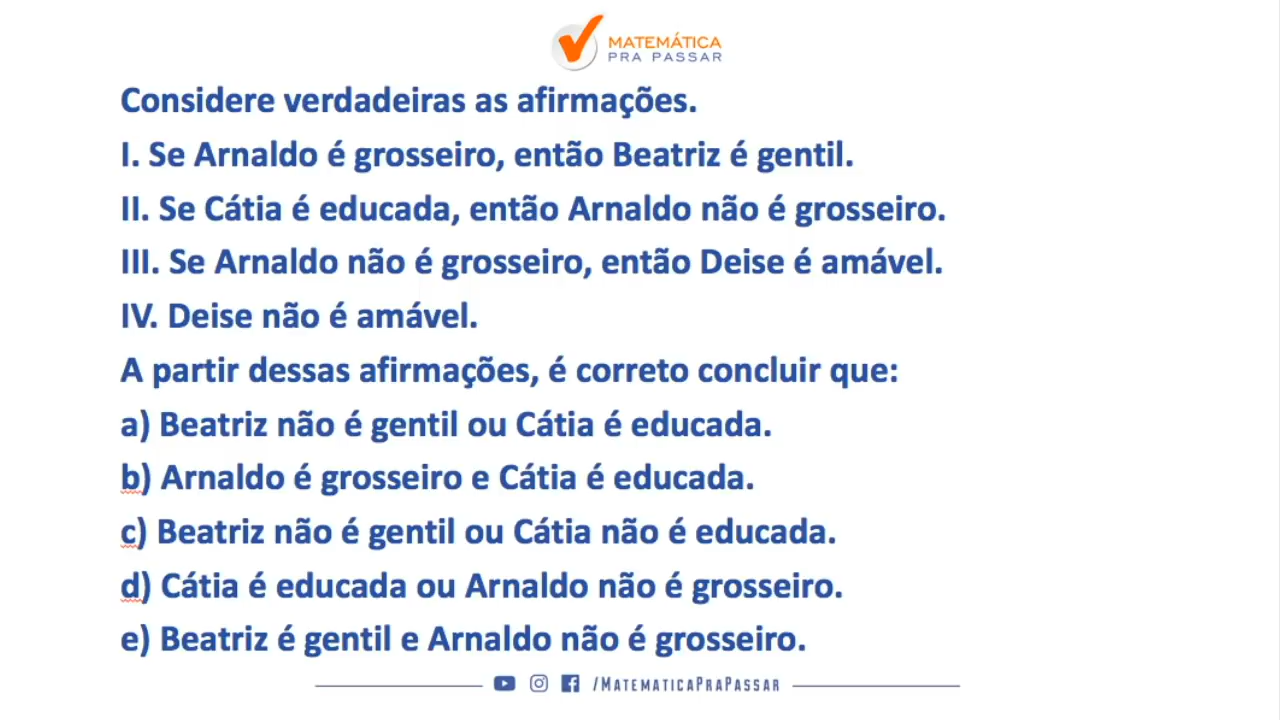 MATEMÁTICA
PRA PASSAR
Considere verdadeiras as afirmações.
I. Se Arnaldo é grosseiro, então Beatriz é gentil.
II. Se Cátia é educada, então Arnaldo não é grosseiro.
III. Se Arnaldo não é grosseiro, então Deise é amável.
IV. Deise não é amável.
A partir dessas afirmações, é correto concluir que:
a) Beatriz não é gentil ou Cátia é educada.
b) Arnaldo é grosseiro e Cátia é educada.
c) Beatriz não é gentil ou Cátia não é educada.
d) Cátia é educada ou Arnaldo não é grosseiro.
e) Beatriz é gentil e Arnaldo não é grosseiro.
/MATEMATICAPRAPASSAR